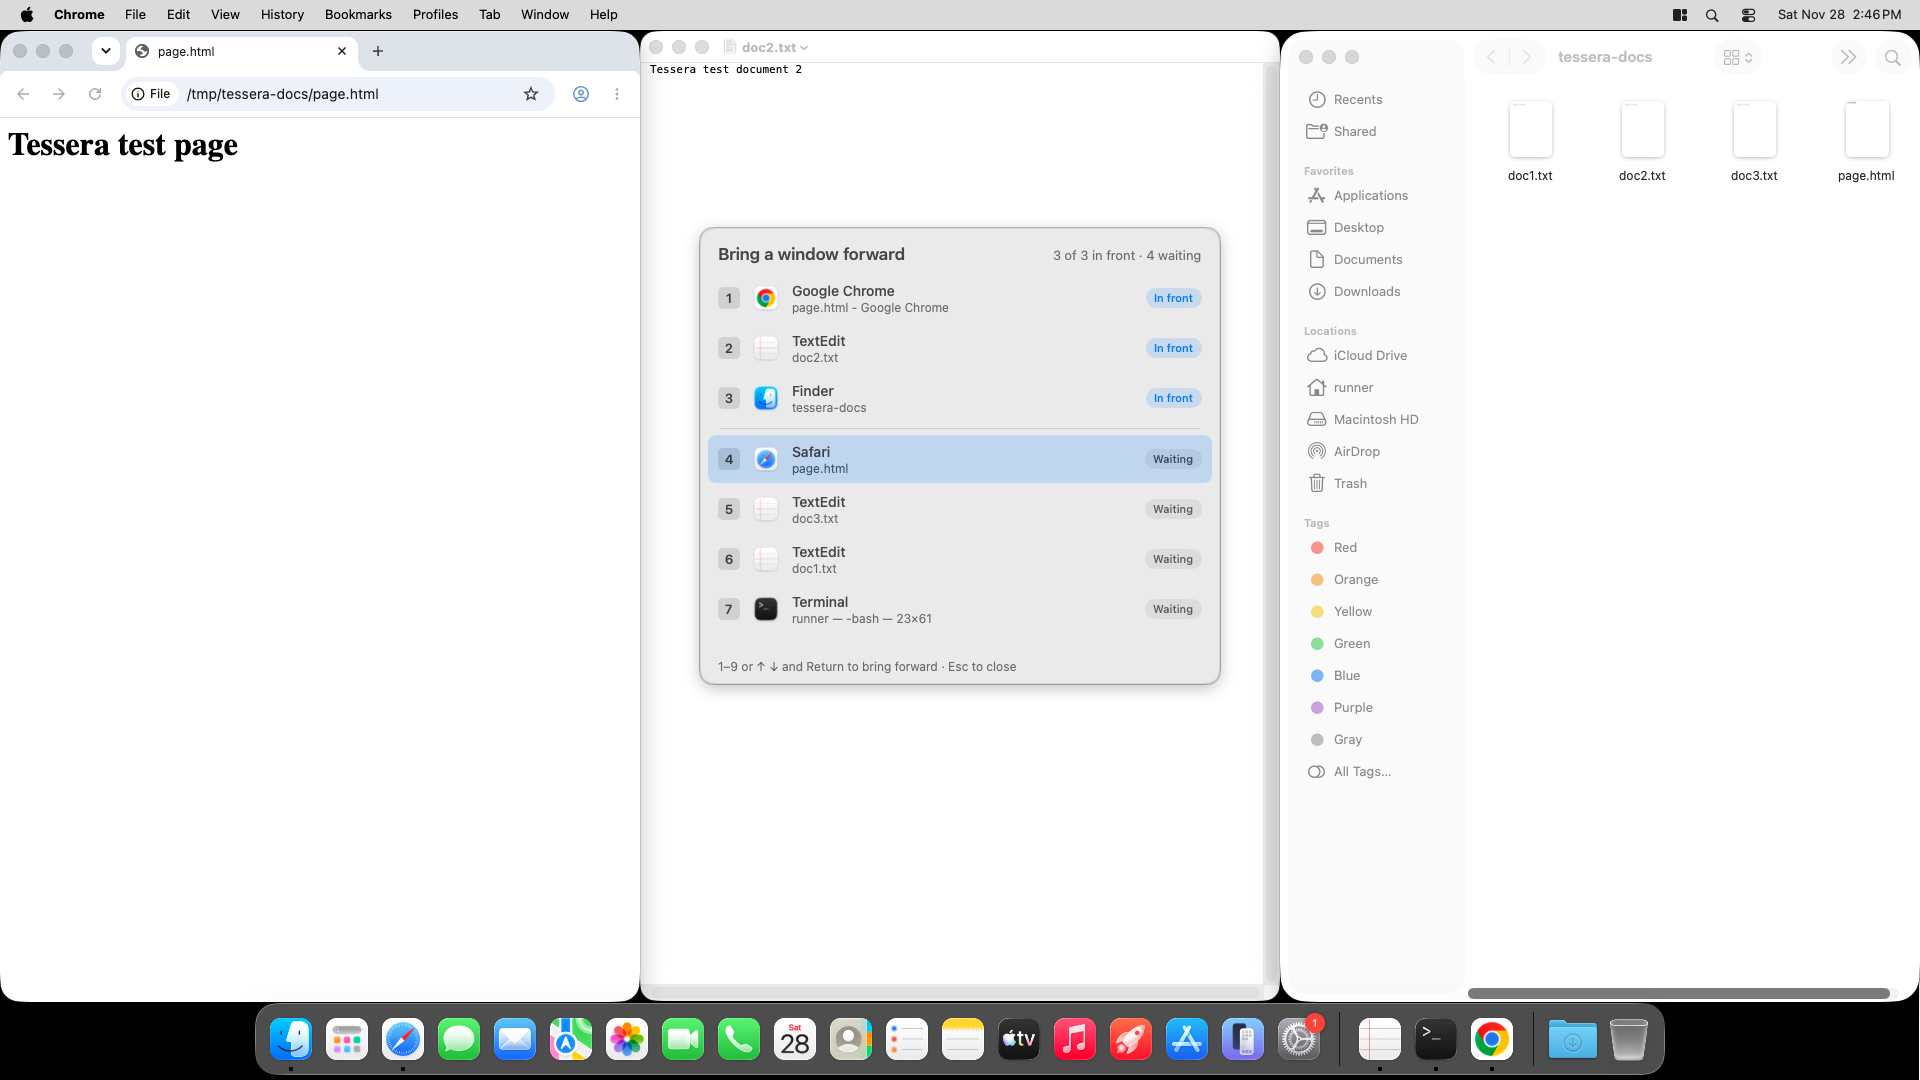 Chrome File Edit View History Bookmarks Profiles Tab Window Help Sat Nov 28 2:46 PM
page.html
File /tmp/tessera-docs/page.html
Tessera test page
doc2.txt
Tessera test document 2
Bring a window forward 3 of 3 in front · 4 waiting
1 Google Chrome In front
page.html - Google Chrome
2 TextEdit In front
doc2.txt
3 Finder In front
tessera-docs
4 Safari Waiting
page.html
5 TextEdit Waiting
doc3.txt
6 TextEdit Waiting
doc1.txt
7 Terminal Waiting
runner — -bash — 23×61
1–9 or ↑ ↓ and Return to bring forward · Esc to close
tessera-docs
Recents
Shared
Favorites
Applications
Desktop
Documents
Downloads
Locations
iCloud Drive
runner
Macintosh HD
AirDrop
Trash
Tags
Red
Orange
Yellow
Green
Blue
Purple
Gray
All Tags...
doc1.txt doc2.txt doc3.txt page.html
Sat
28
tv
1